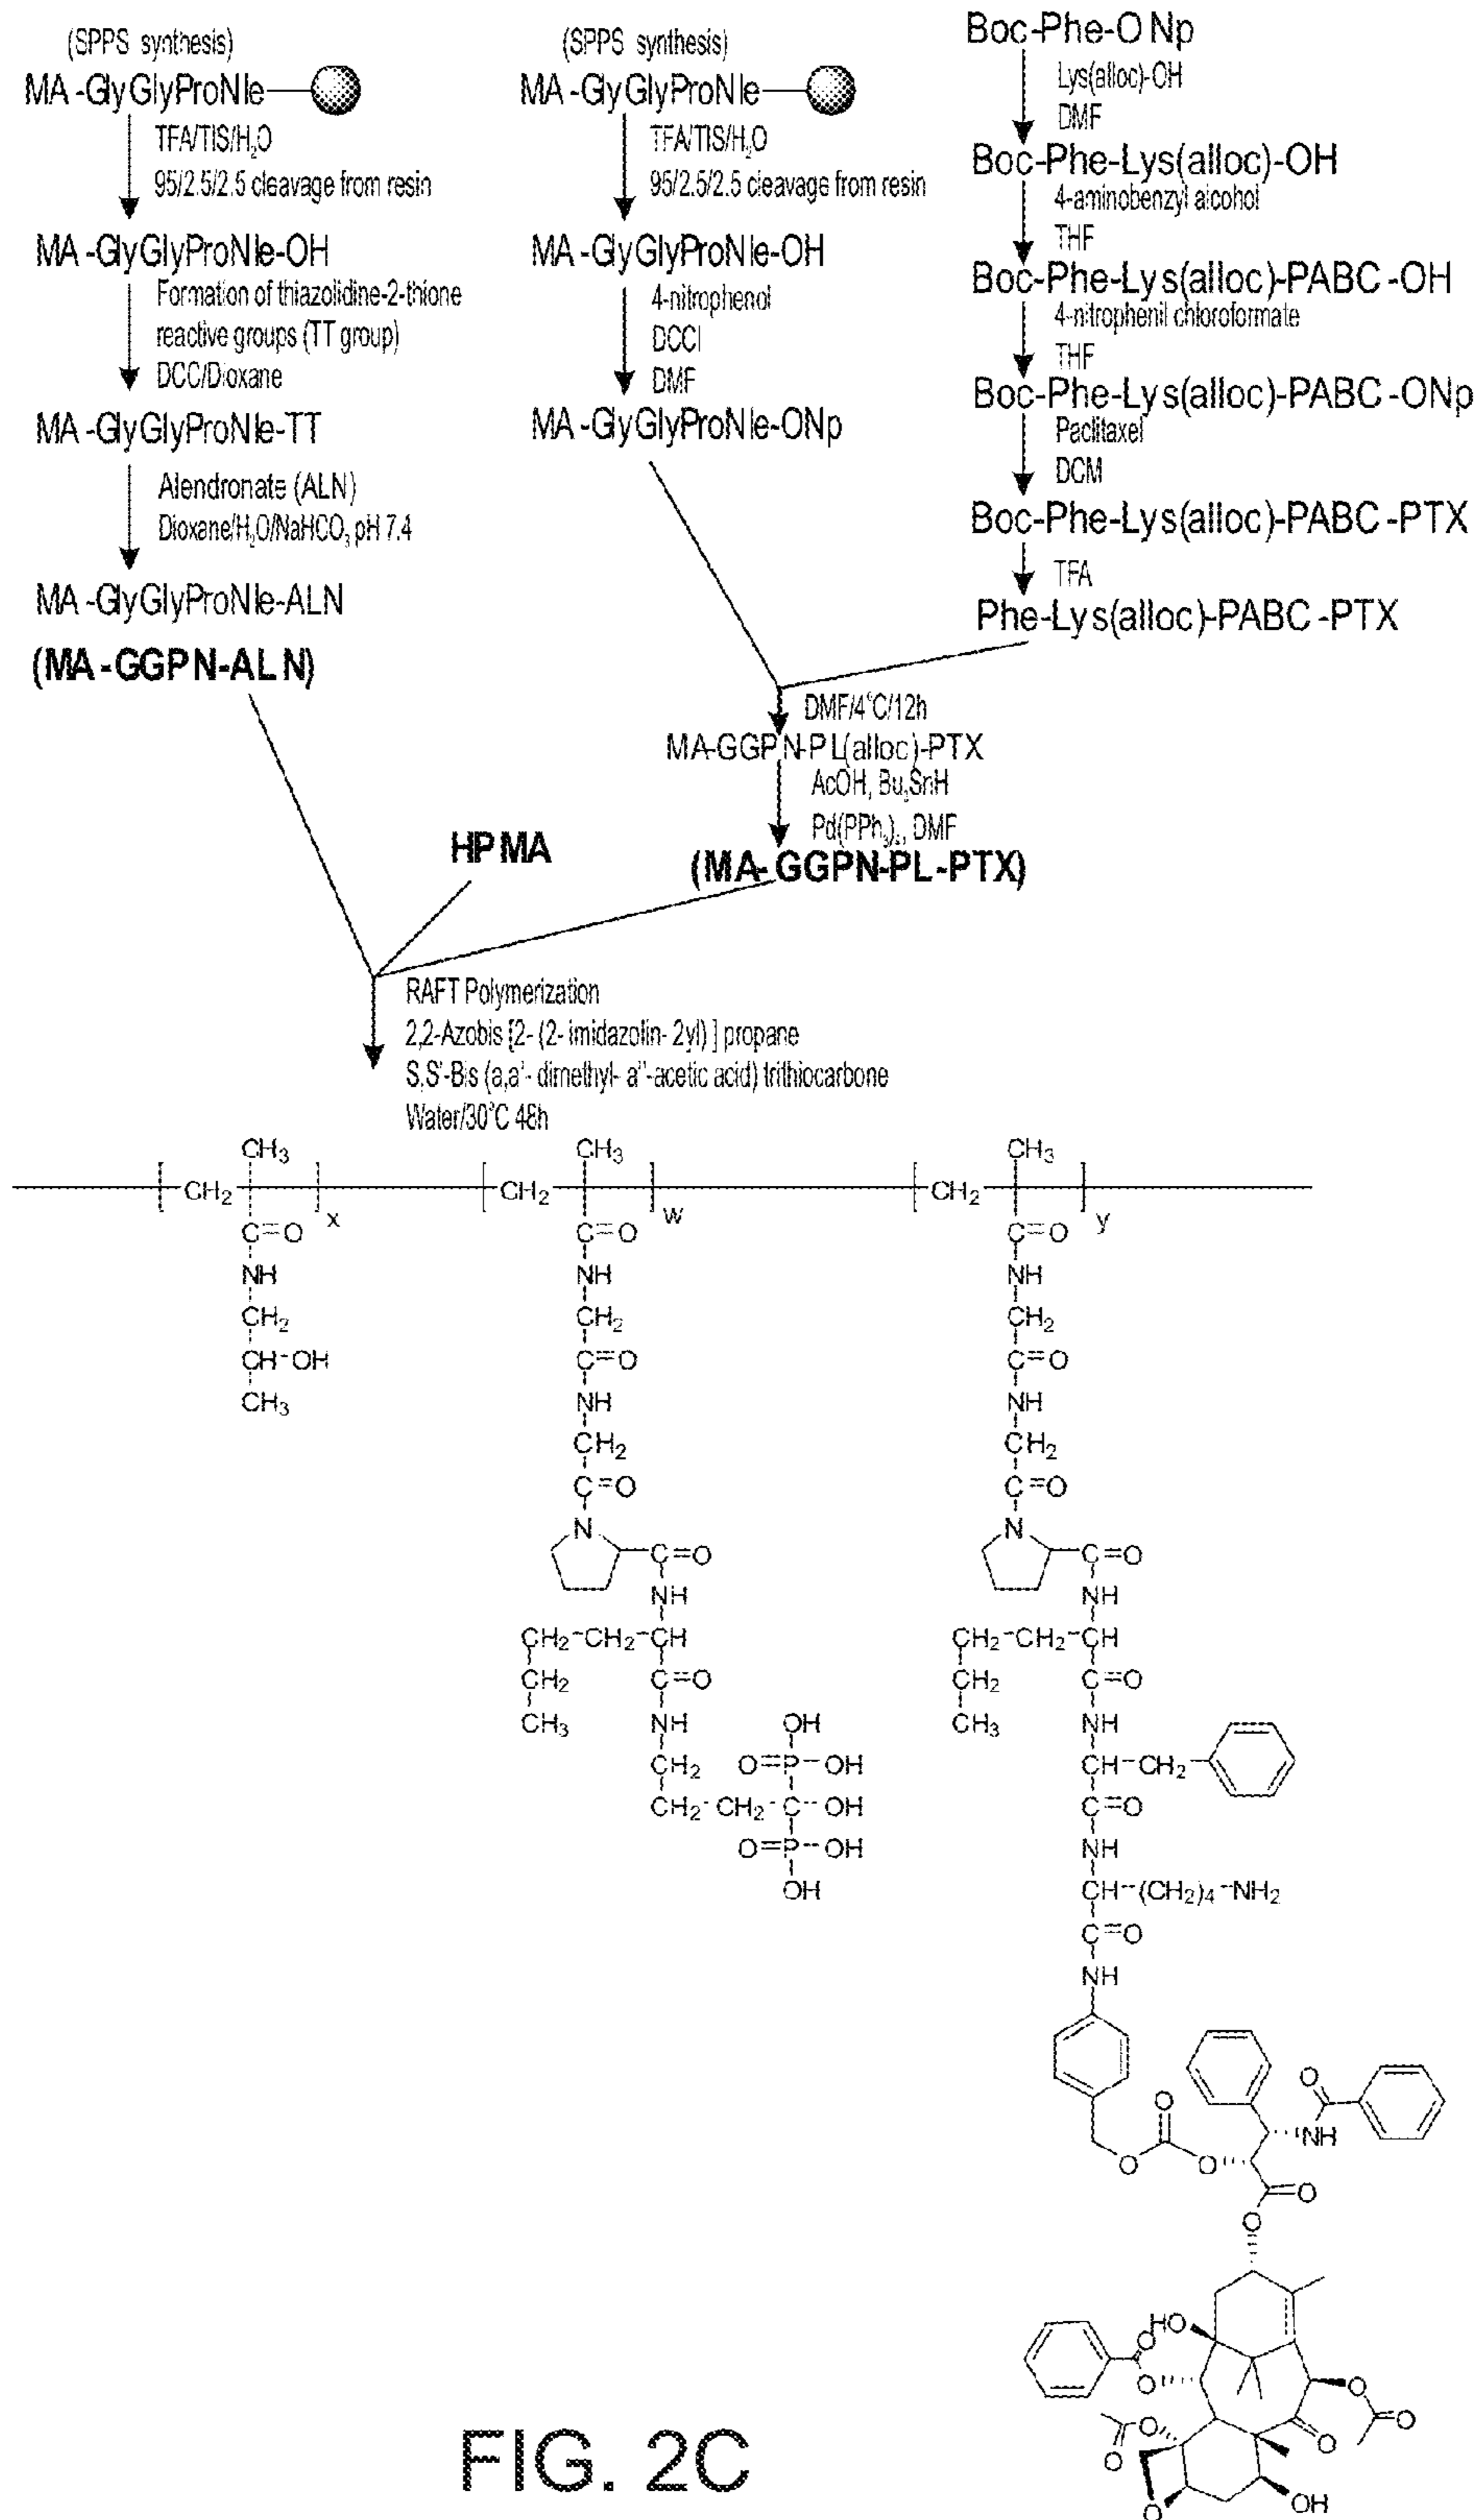 (SPPS synthesis)
MA-GlyGlyProNle
TFA/TIS/H2O
95/2.5/2.5 cleavage from resin
MA-GlyGlyProNle-OH
Formation of thiazolidine-2-thione
reactive groups (TT group)
DCC/Dioxane
MA-GlyGlyProNle-TT
Alendronate (ALN)
Dioxane/H2O/NaHCO3 pH 7.4
MA-GlyGlyProNle-ALN
(MA-GGPN-ALN)
(SPPS synthesis)
MA-GlyGlyProNle
TFA/TIS/H2O
95/2.5/2.5 cleavage from resin
MA-GlyGlyProNle-OH
4-nitrophenol
DCCI
DMF
MA-GlyGlyProNle-ONp
Boc-Phe-ONp
Lys(alloc)-OH
DMF
Boc-Phe-Lys(alloc)-OH
4-aminobenzyl alcohol
THF
Boc-Phe-Lys(alloc)-PABC-OH
4-nitrophenil chloroformate
THF
Boc-Phe-Lys(alloc)-PABC-ONp
Paclitaxel
DCM
Boc-Phe-Lys(alloc)-PABC-PTX
TFA
Phe-Lys(alloc)-PABC-PTX
DMF/4°C/12h
MA-GGPN-PL(alloc)-PTX
AcOH, Bu3SnH
Pd(PPh3)4, DMF
(MA-GGPN-PL-PTX)
HPMA
RAFT Polymerization
2,2-Azobis [2-(2-imidazolin-2yl)] propane
S,S'-Bis (a,a'-dimethyl-a''-acetic acid) trithiocarbone
Water/30°C 48h
CH3 CH3 CH3
CH2 x CH2 w CH2 y
C=O C=O C=O
NH NH NH
CH2 CH2 CH2
CH-OH C=O C=O
CH3 NH NH
CH2 CH2
C=O C=O
N N
C=O C=O
NH NH
CH2-CH2-CH CH2-CH2-CH
CH2 C=O CH2 C=O
CH3 NH OH CH3 NH
CH2 O=P-OH CH-CH2
CH2-CH2-C-OH C=O
O=P-OH NH
OH CH-(CH2)4-NH2
C=O
NH
O
O NH
O O
O
O
HO
O
O O
O O
O O
O
OH
FIG. 2C